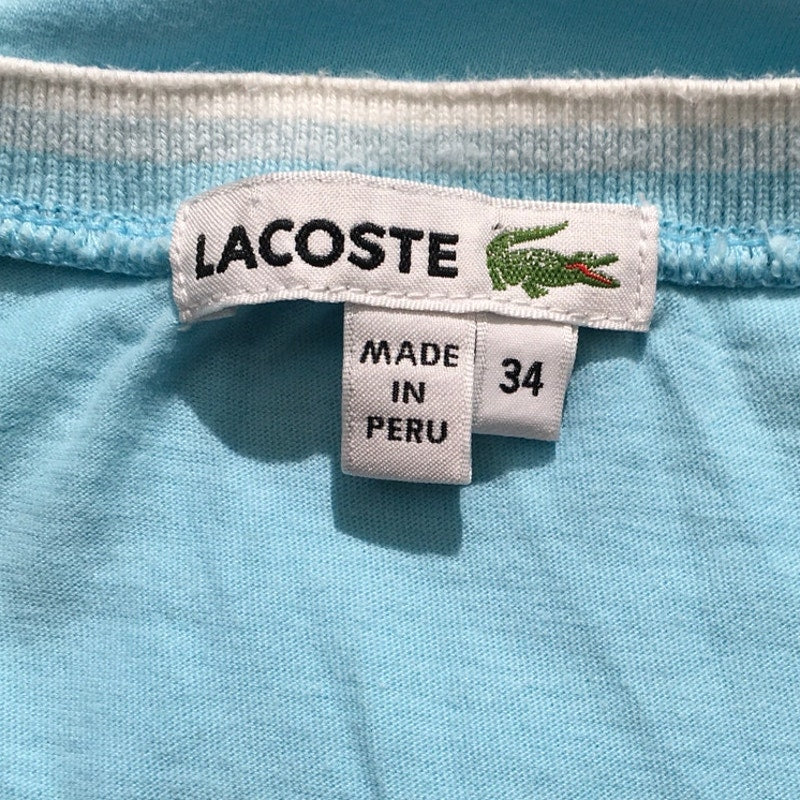 LACOSTE
MADE
IN
PERU
34